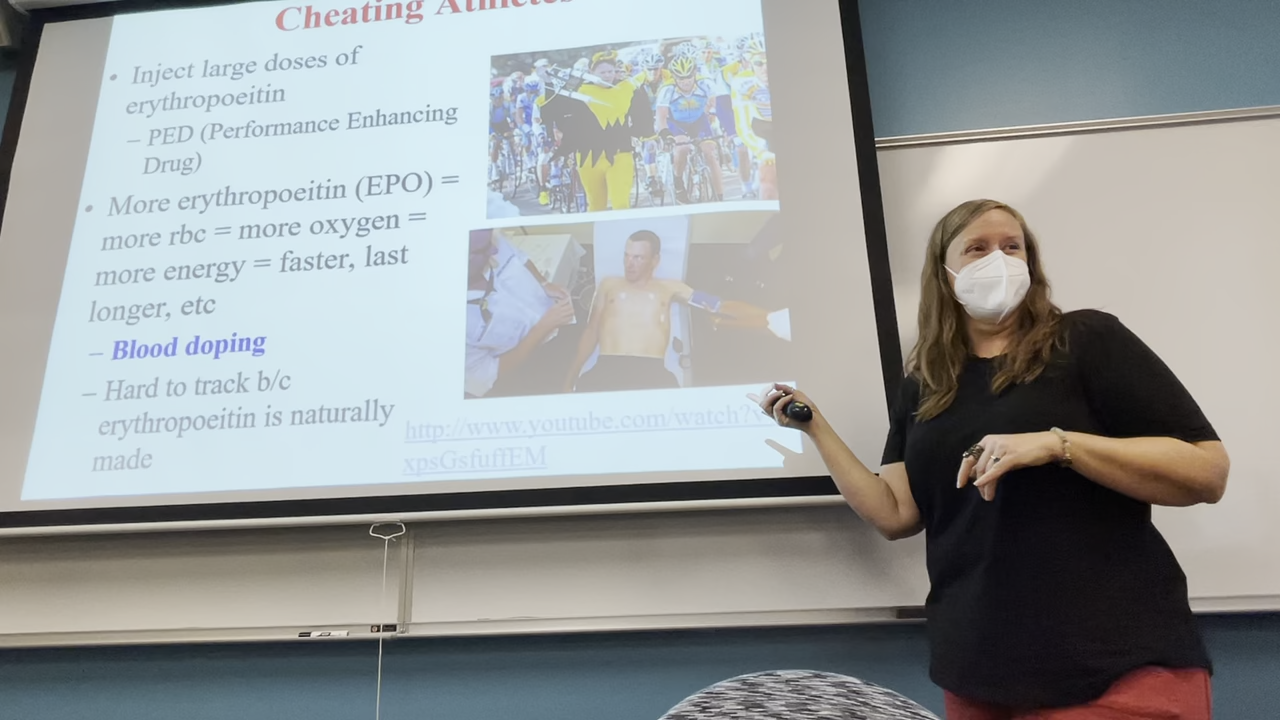 Cheating Athletes
• Inject large doses of
erythropoeitin
– PED (Performance Enhancing
Drug)
• More erythropoeitin (EPO) =
more rbc = more oxygen =
more energy = faster, last
longer, etc
– Blood doping
– Hard to track b/c
erythropoeitin is naturally
made
http://www.youtube.com/watch?v
xpsGsfuffEM